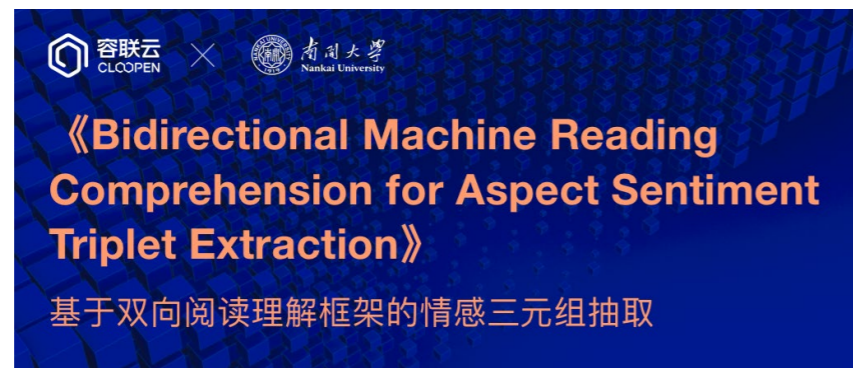 容联云
CLOOPEN
南開大學
Nankai University
《Bidirectional Machine Reading
Comprehension for Aspect Sentiment
Triplet Extraction》
基于双向阅读理解框架的情感三元组抽取